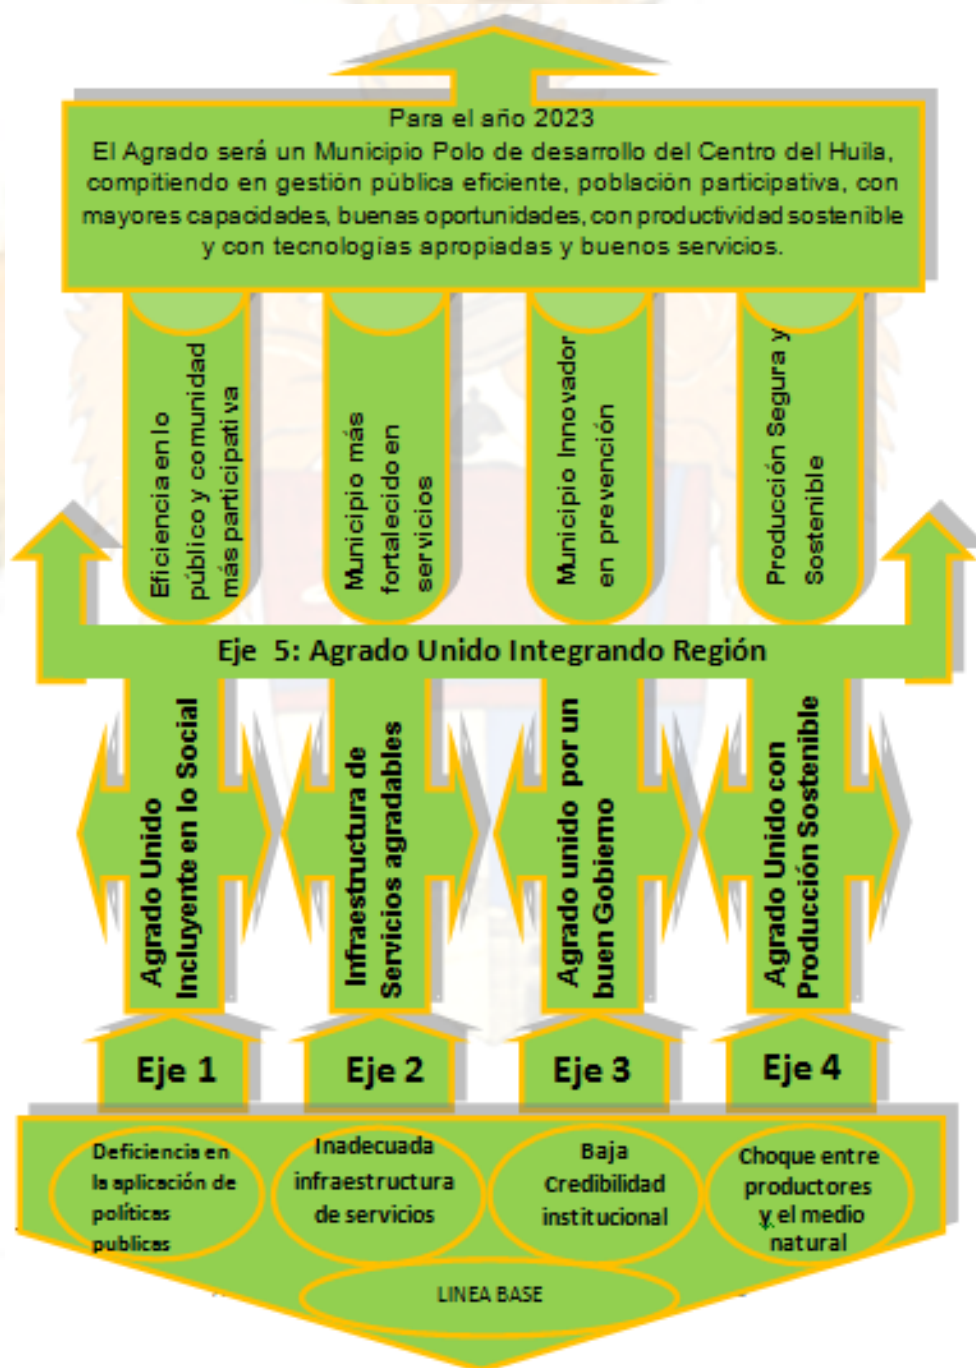 Para el año 2023
El Agrado será un Municipio Polo de desarrollo del Centro del Huila,
compitiendo en gestión pública eficiente, población participativa, con
mayores capacidades, buenas oportunidades, con productividad sostenible
y con tecnologías apropiadas y buenos servicios.
Eficiencia en lo
público y comunidad
más participativa
Municipio más
fortalecido en
servicios
Municipio Innovador
en prevención
Producción Segura y
Sostenible
Eje 5: Agrado Unido Integrando Región
Agrado Unido
Incluyente en lo Social
Infraestructura de
Servicios agradables
Agrado unido por un
buen Gobierno
Agrado Unido con
Producción Sostenible
Eje 1
Eje 2
Eje 3
Eje 4
Deficiencia en
la aplicación de
políticas
publicas
Inadecuada
infraestructura
de servicios
Baja
Credibilidad
institucional
Choque entre
productores
y el medio
natural
LINEA BASE